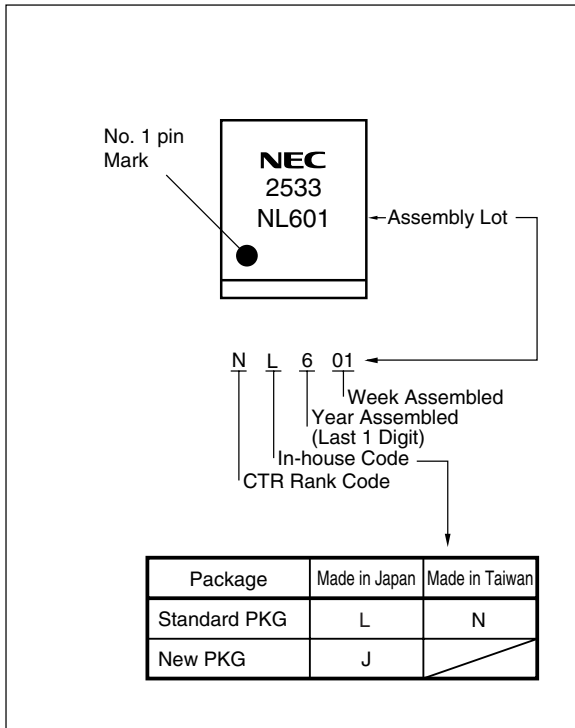 No. 1 pin
Mark
NEC
2533
NL601
Assembly Lot
N L 6 01
Week Assembled
Year Assembled
(Last 1 Digit)
In-house Code
CTR Rank Code
Package Made in Japan Made in Taiwan
Standard PKG L N
New PKG J